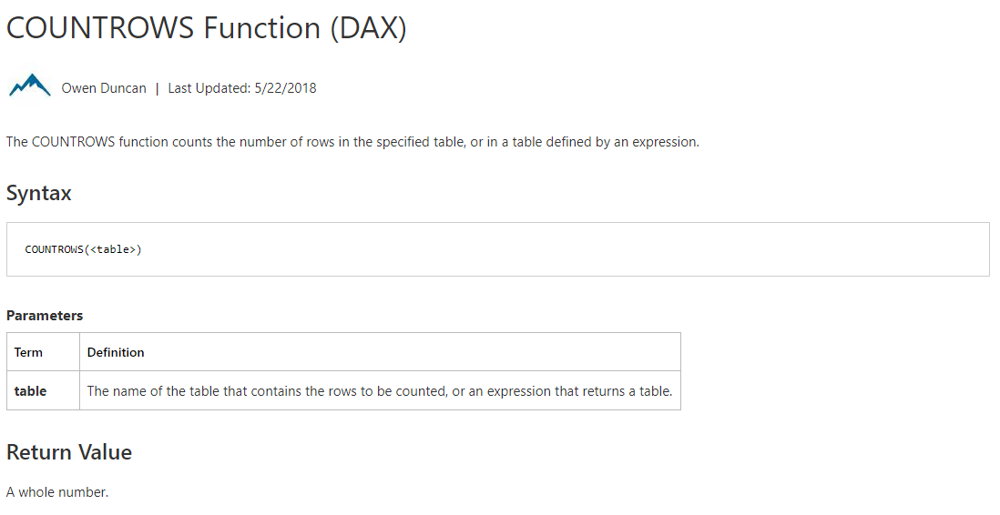 COUNTROWS Function (DAX)
Owen Duncan | Last Updated: 5/22/2018
The COUNTROWS function counts the number of rows in the specified table, or in a table defined by an expression.
Syntax
COUNTROWS(<table>)
Parameters
Term Definition
table The name of the table that contains the rows to be counted, or an expression that returns a table.
Return Value
A whole number.